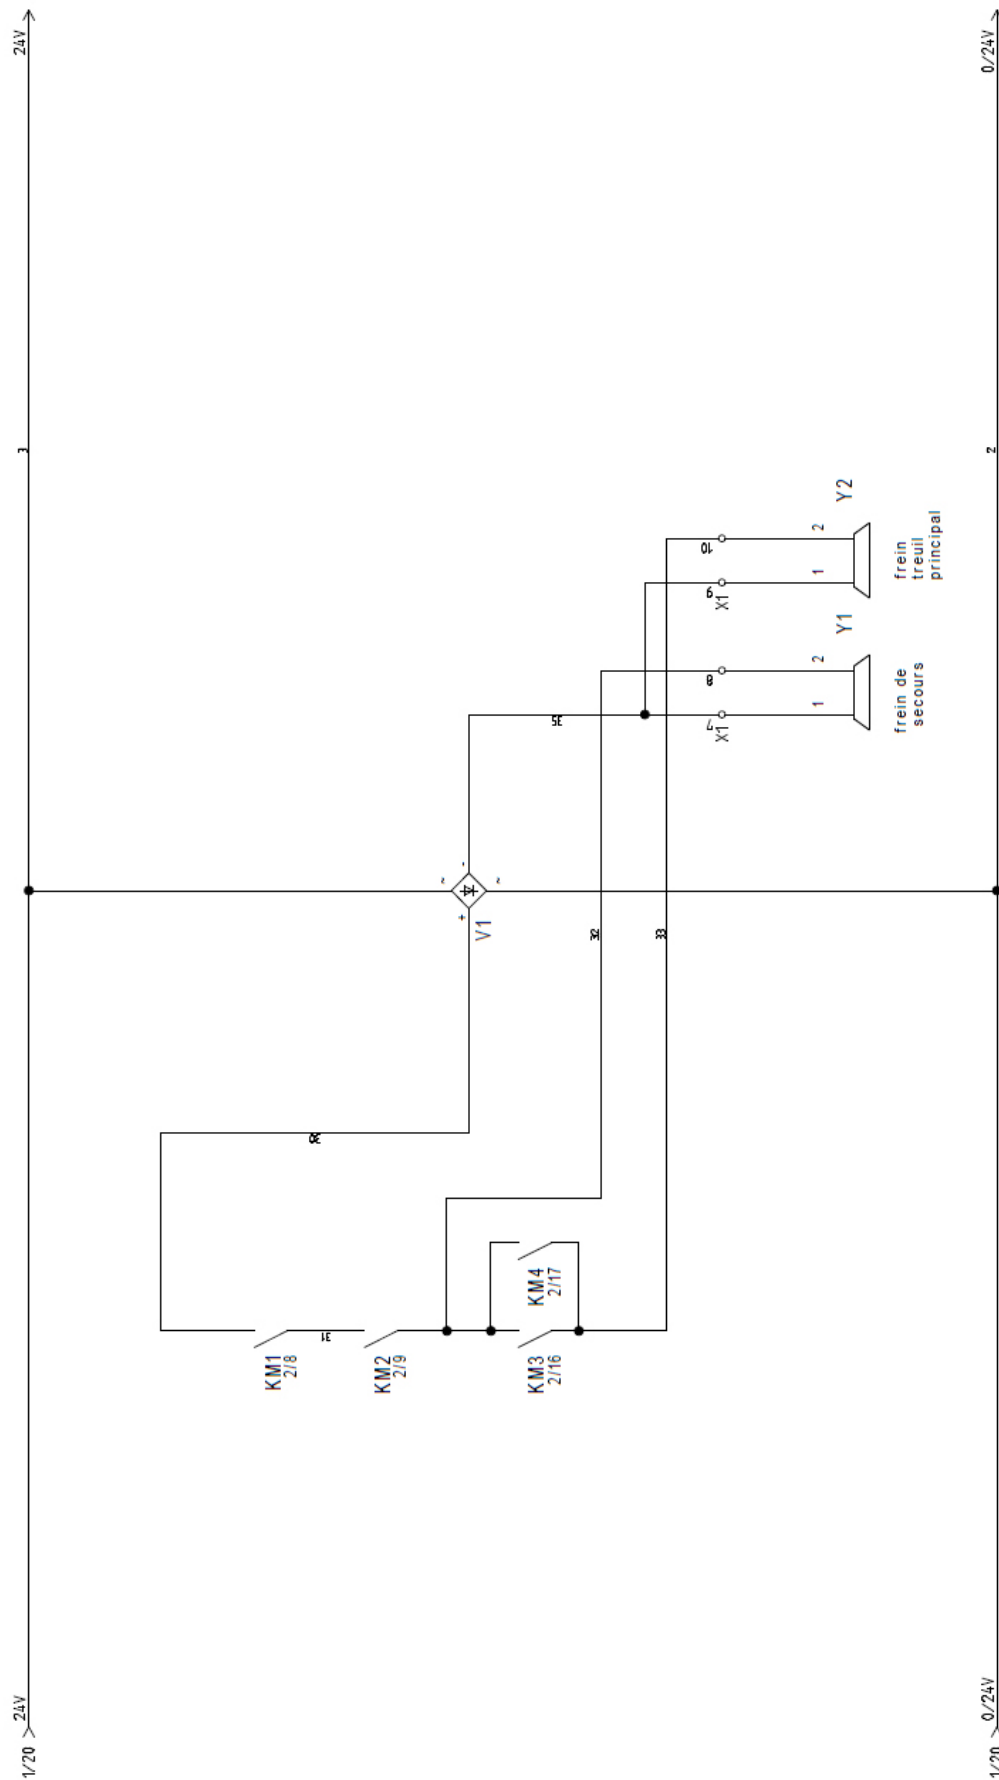 1/20
24V
3
24V
KM1
2/8
31
KM2
2/9
KM3
2/16
KM4
2/17
30
32
33
+
~
~
-
V1
35
7
X1
8
9
X1
10
1
2
Y1
frein de
secours
1
2
Y2
frein
treuil
principal
1/20
0/24V
2
0/24V